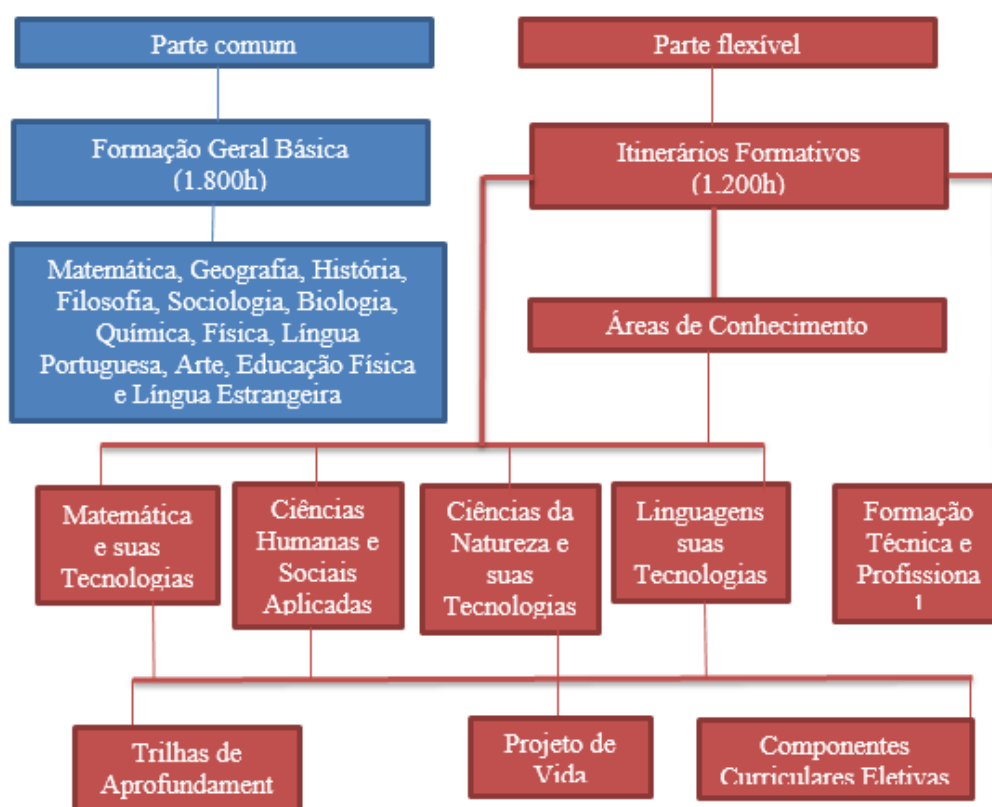 Parte comum
Parte flexível
Formação Geral Básica
(1.800h)
Itinerários Formativos
(1.200h)
Matemática, Geografia, História,
Filosofia, Sociologia, Biologia,
Química, Física, Língua
Portuguesa, Arte, Educação Física
e Língua Estrangeira
Áreas de Conhecimento
Matemática
e suas
Tecnologias
Ciências
Humanas e
Sociais
Aplicadas
Ciências da
Natureza e
suas
Tecnologias
Linguagens
suas
Tecnologias
Formação
Técnica e
Profissiona
l
Trilhas de
Aprofundament
Projeto de
Vida
Componentes
Curriculares Eletivas